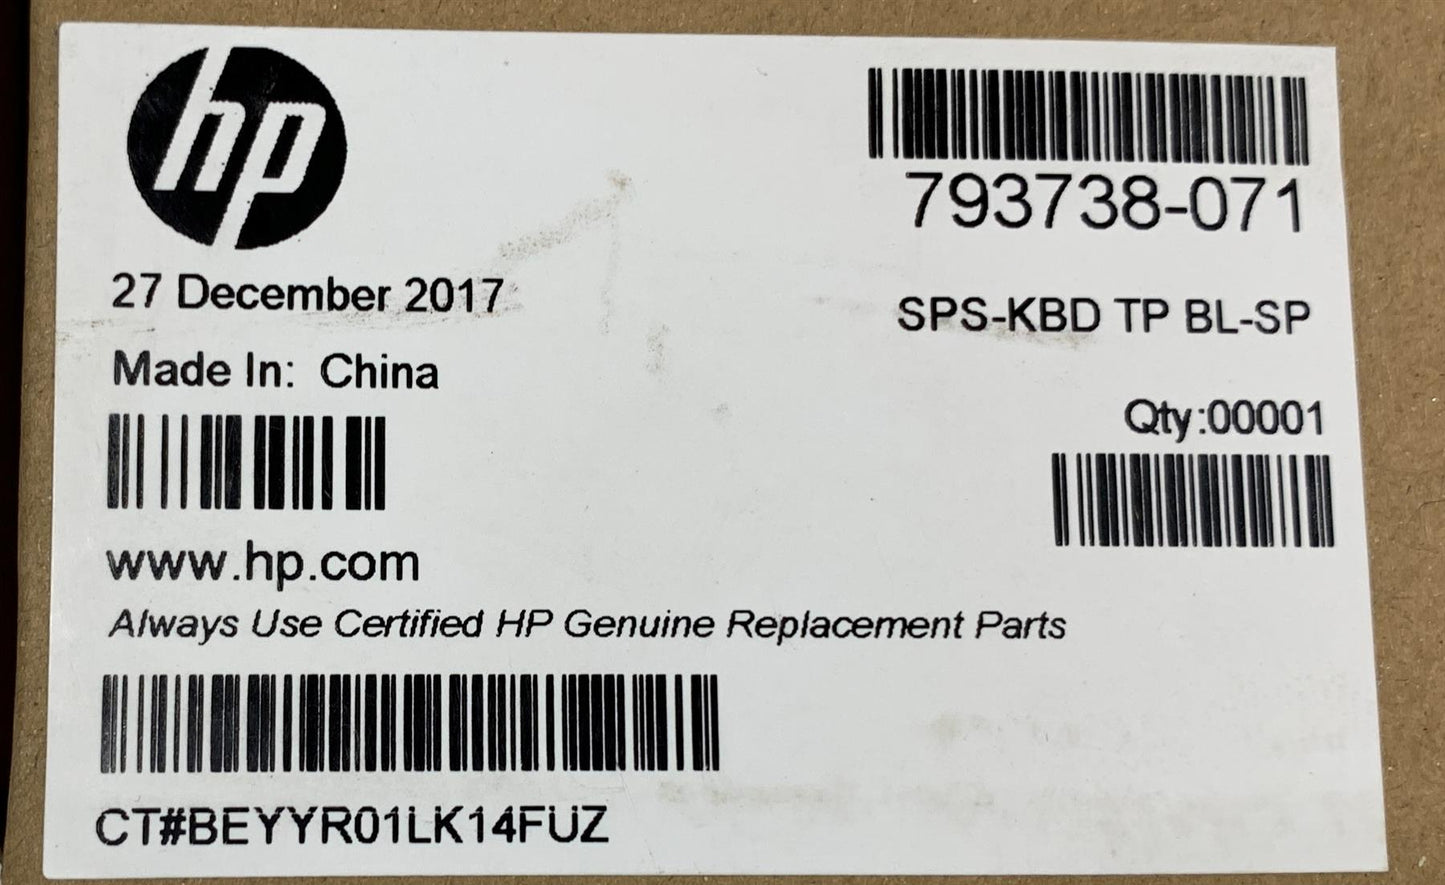 hp
793738-071
27 December 2017
SPS-KBD TP BL-SP
Made In: China
Qty:00001
www.hp.com
Always Use Certified HP Genuine Replacement Parts
CT#BEYYR01LK14FUZ